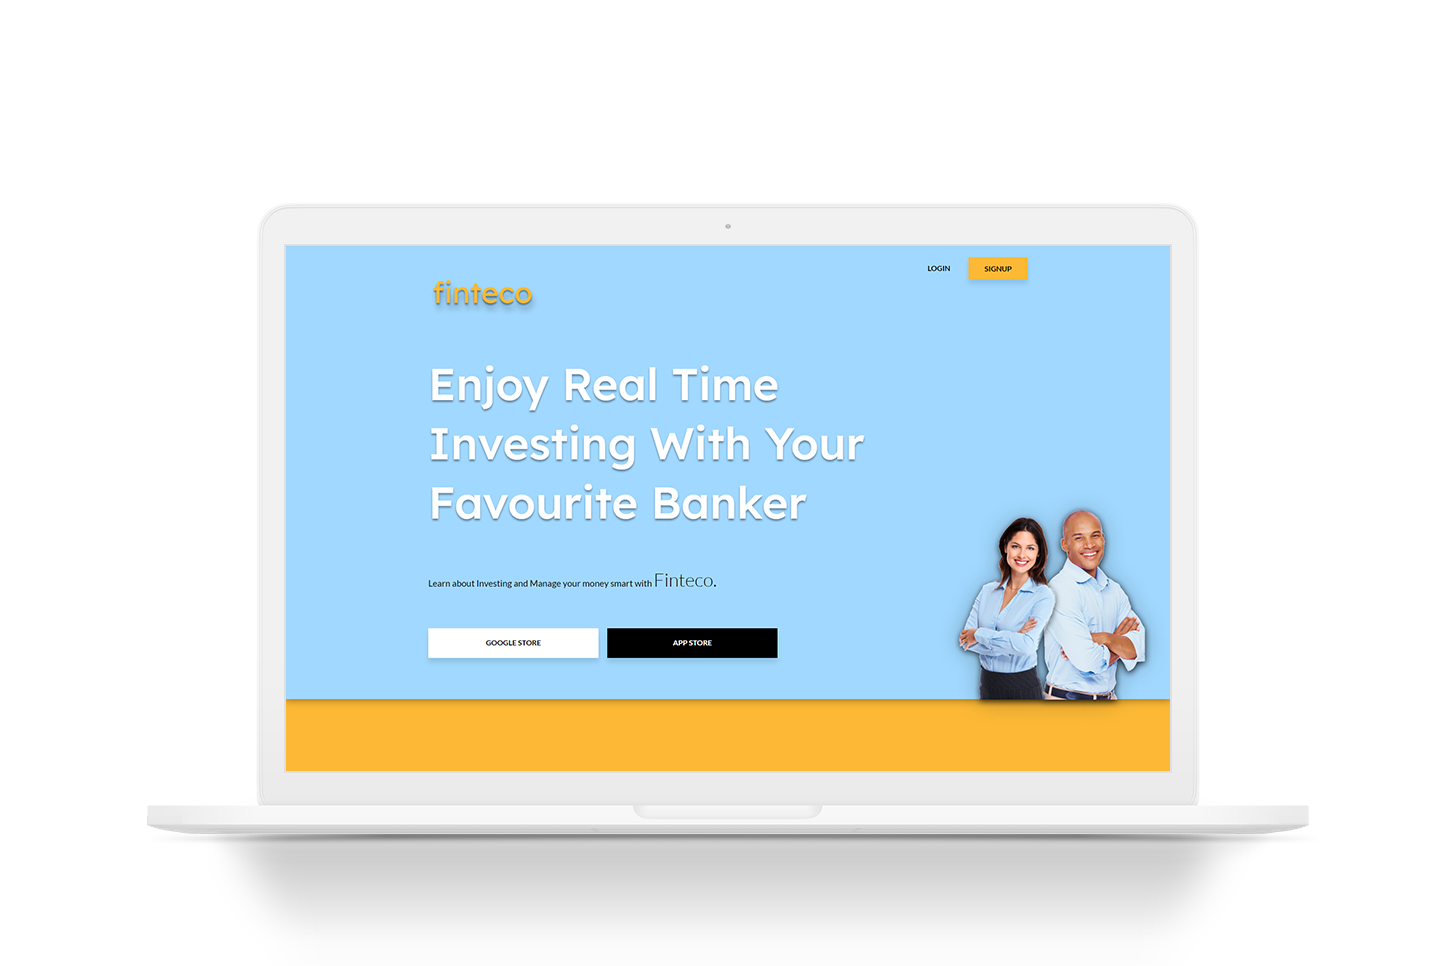 LOGIN
SIGNUP
finteco
Enjoy Real Time
Investing With Your
Favourite Banker
Learn about Investing and Manage your money smart with Finteco.
GOOGLE STORE
APP STORE